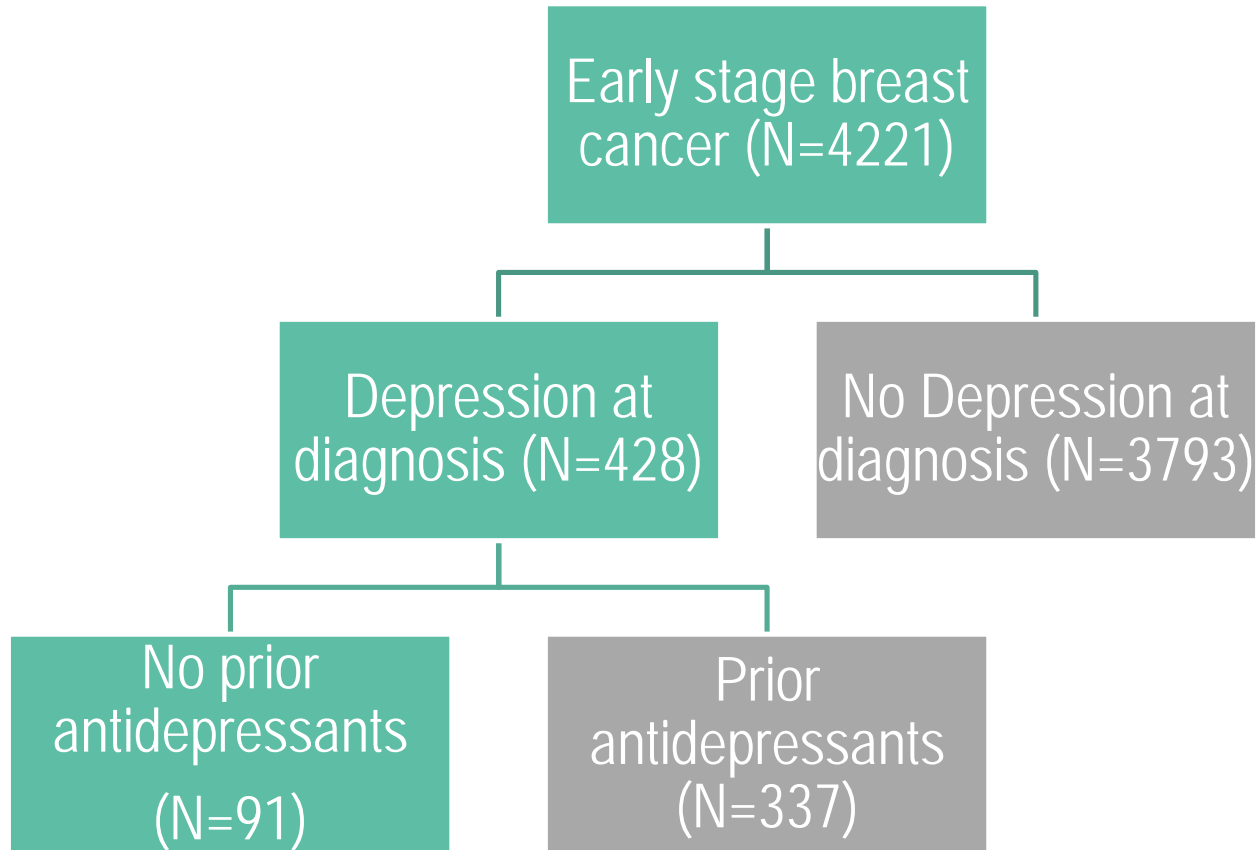 Early stage breast
cancer (N=4221)
Depression at
diagnosis (N=428)
No Depression at
diagnosis (N=3793)
No prior
antidepressants
(N=91)
Prior
antidepressants
(N=337)